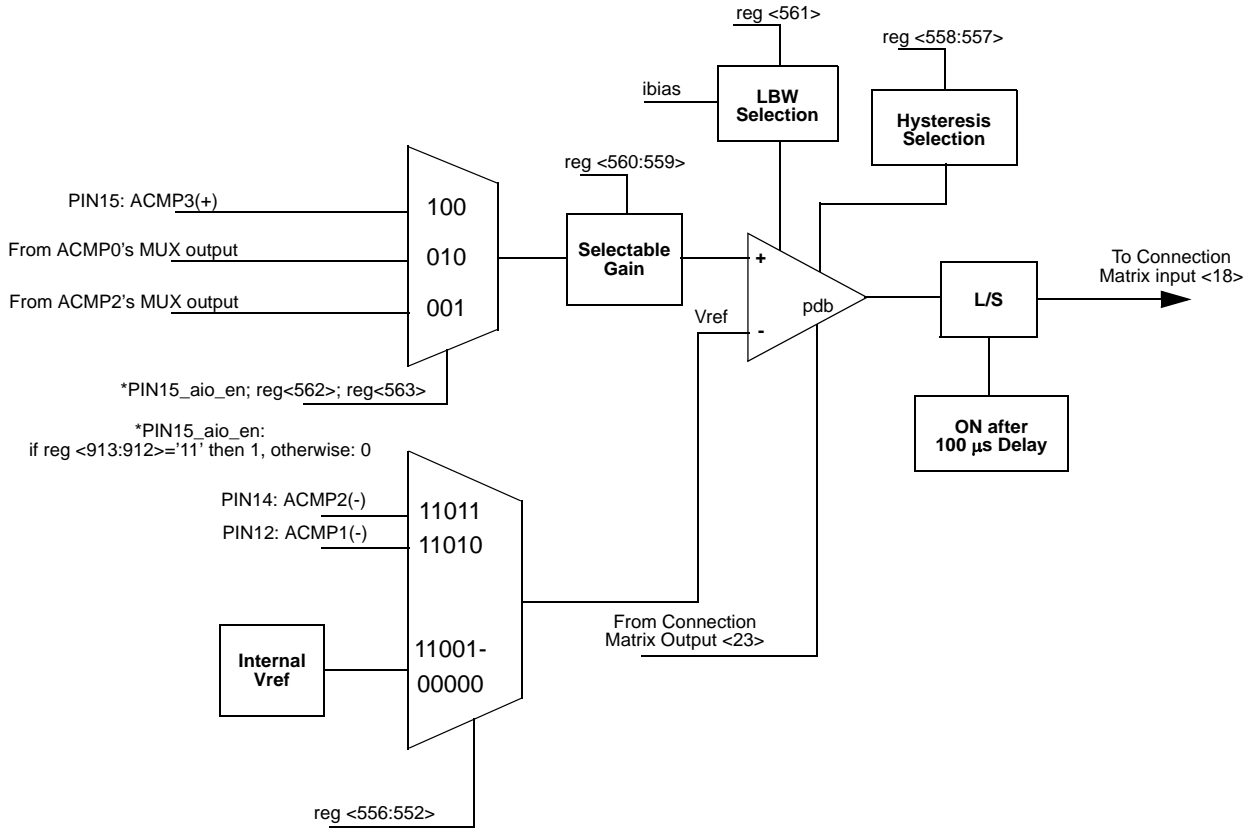 reg <561>
reg <558:557>
ibias
LBW
Selection
Hysteresis
Selection
reg <560:559>
PIN15: ACMP3(+)
100
From ACMP0's MUX output
010
From ACMP2's MUX output
001
Selectable
Gain
+
To Connection
Matrix input <18>
L/S
pdb
Vref
-
*PIN15_aio_en; reg<562>; reg<563>
*PIN15_aio_en:
if reg <913:912>='11' then 1, otherwise: 0
ON after
100 µs Delay
PIN14: ACMP2(-)
11011
PIN12: ACMP1(-)
11010
From Connection
Matrix Output <23>
Internal
Vref
11001-
00000
reg <556:552>